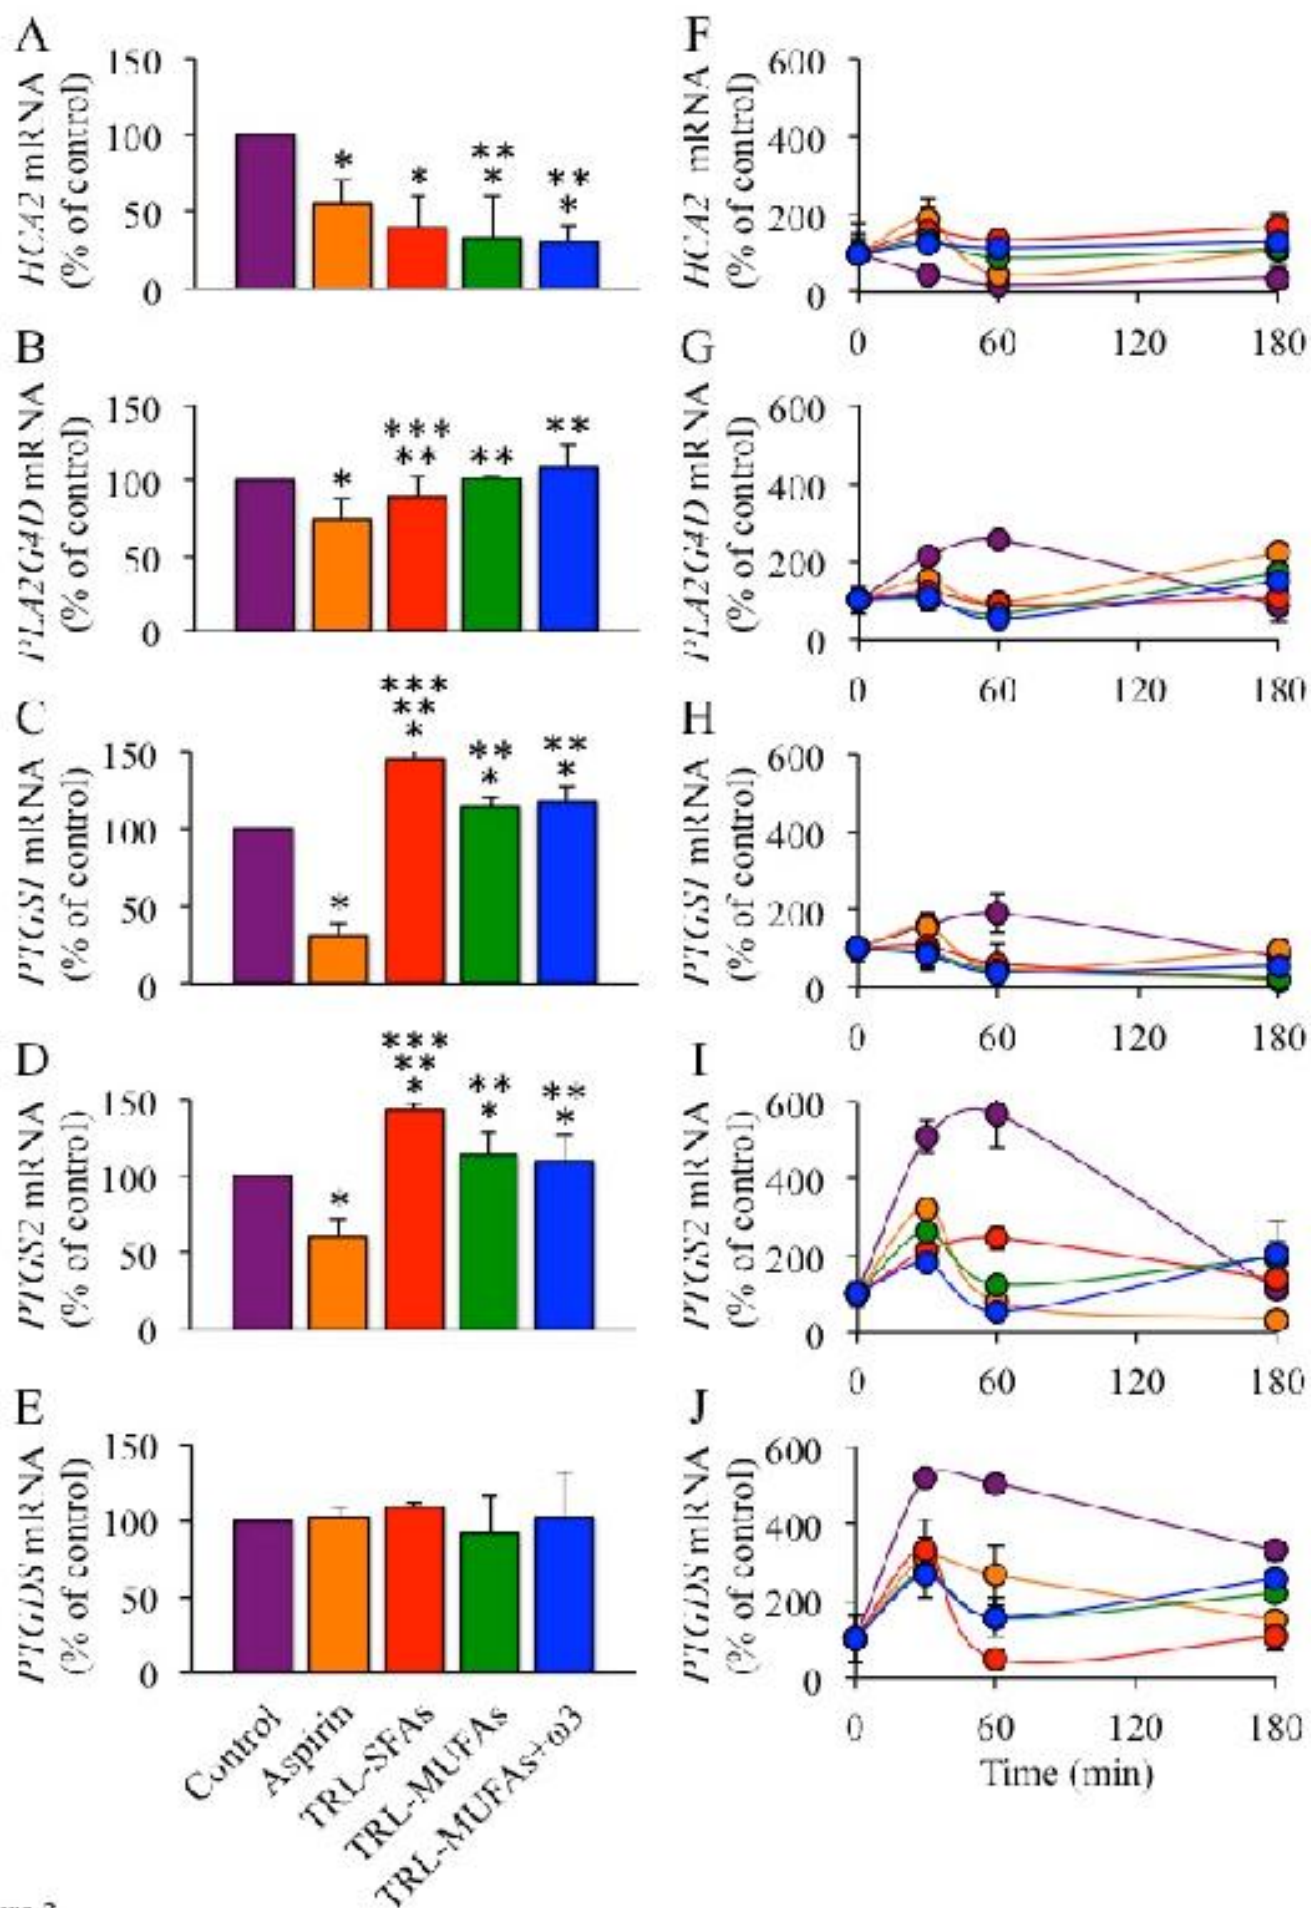 A
HCA2 mRNA
(% of control)
150
100
50
0
*
*
**
*
**
*
F
HCA2 mRNA
(% of control)
600
400
200
0
0 60 120 180
B
PLA2G4D mRNA
(% of control)
150
100
50
0
*
***
**
**
**
G
PLA2G4D mRNA
(% of control)
600
400
200
0
0 60 120 180
C
PTGS1 mRNA
(% of control)
150
100
50
0
*
***
**
*
**
*
**
*
H
PTGS1 mRNA
(% of control)
600
400
200
0
0 60 120 180
D
PTGS2 mRNA
(% of control)
150
100
50
0
*
***
**
*
**
*
**
*
I
PTGS2 mRNA
(% of control)
600
400
200
0
0 60 120 180
E
PTGDS mRNA
(% of control)
150
100
50
0
Control
Aspirin
TRL-SFAs
TRL-MUFAs
TRL-MUFAs+ω3
J
PTGDS mRNA
(% of control)
600
400
200
0
0 60 120 180
Time (min)